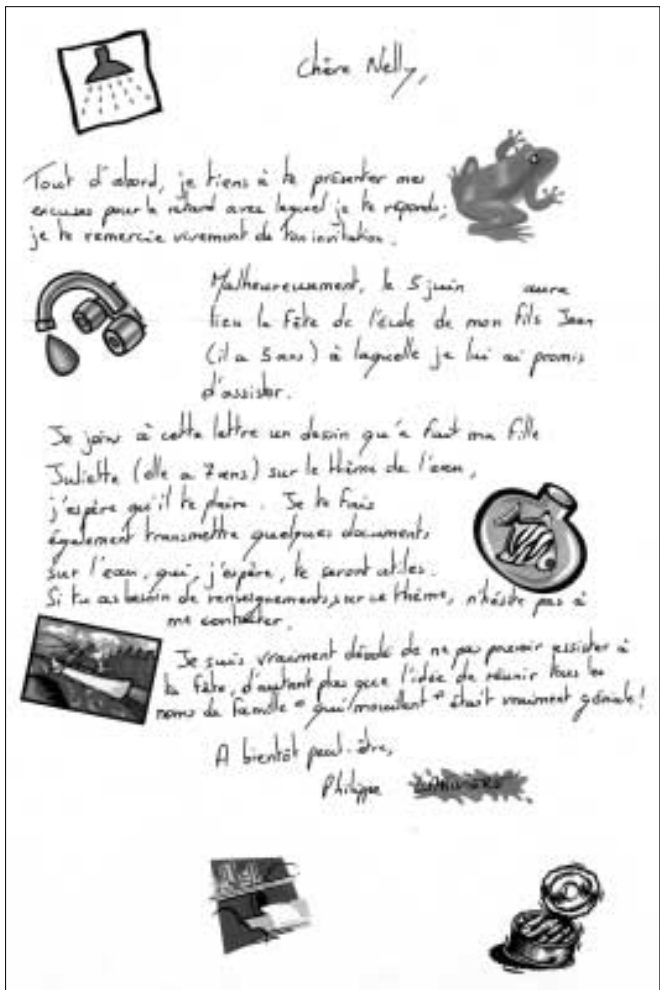 Chère Nelly,
Tout d'abord, je tiens à te présenter mes
excuses pour le retard avec lequel je te réponds;
je te remercie vivement de ton invitation.
Malheureusement, le 5 juin aura
lieu la fête de l'école de mon fils Jean
(il a 5 ans) à laquelle je lui ai promis
d'assister.
Je joins à cette lettre un dessin qu'a fait ma fille
Juliette (elle a 7 ans) sur le thème de l'eau,
j'espère qu'il te plaira. Je te fais
également transmettre quelques documents
sur l'eau, qui, j'espère, te seront utiles.
Si tu as besoin de renseignements, sur ce thème, n'hésite pas à
me contacter.
Je suis vraiment désolé de ne pas pouvoir assister à
ta fête, d'autant plus que l'idée de réunir tous les
noms de famille "qui mouillent" était vraiment géniale!
A bientôt peut-être,
Philippe